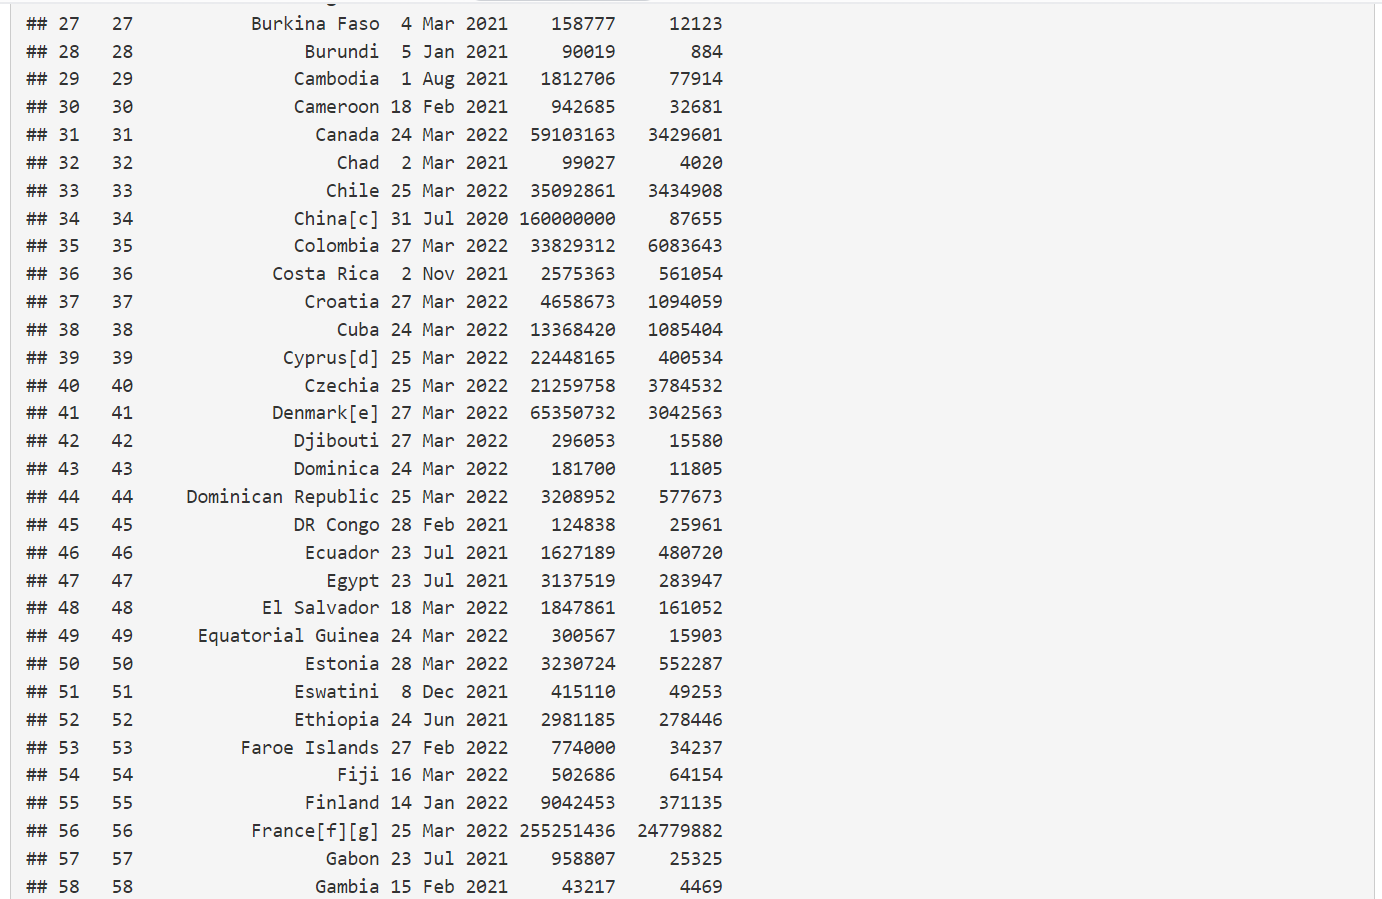 ## 27 27 Burkina Faso 4 Mar 2021 158777 12123
## 28 28 Burundi 5 Jan 2021 90019 884
## 29 29 Cambodia 1 Aug 2021 1812706 77914
## 30 30 Cameroon 18 Feb 2021 942685 32681
## 31 31 Canada 24 Mar 2022 59103163 3429601
## 32 32 Chad 2 Mar 2021 99027 4020
## 33 33 Chile 25 Mar 2022 35092861 3434908
## 34 34 China[c] 31 Jul 2020 160000000 87655
## 35 35 Colombia 27 Mar 2022 33829312 6083643
## 36 36 Costa Rica 2 Nov 2021 2575363 561054
## 37 37 Croatia 27 Mar 2022 4658673 1094059
## 38 38 Cuba 24 Mar 2022 13368420 1085404
## 39 39 Cyprus[d] 25 Mar 2022 22448165 400534
## 40 40 Czechia 25 Mar 2022 21259758 3784532
## 41 41 Denmark[e] 27 Mar 2022 65350732 3042563
## 42 42 Djibouti 27 Mar 2022 296053 15580
## 43 43 Dominica 24 Mar 2022 181700 11805
## 44 44 Dominican Republic 25 Mar 2022 3208952 577673
## 45 45 DR Congo 28 Feb 2021 124838 25961
## 46 46 Ecuador 23 Jul 2021 1627189 480720
## 47 47 Egypt 23 Jul 2021 3137519 283947
## 48 48 El Salvador 18 Mar 2022 1847861 161052
## 49 49 Equatorial Guinea 24 Mar 2022 300567 15903
## 50 50 Estonia 28 Mar 2022 3230724 552287
## 51 51 Eswatini 8 Dec 2021 415110 49253
## 52 52 Ethiopia 24 Jun 2021 2981185 278446
## 53 53 Faroe Islands 27 Feb 2022 774000 34237
## 54 54 Fiji 16 Mar 2022 502686 64154
## 55 55 Finland 14 Jan 2022 9042453 371135
## 56 56 France[f][g] 25 Mar 2022 255251436 24779882
## 57 57 Gabon 23 Jul 2021 958807 25325
## 58 58 Gambia 15 Feb 2021 43217 4469